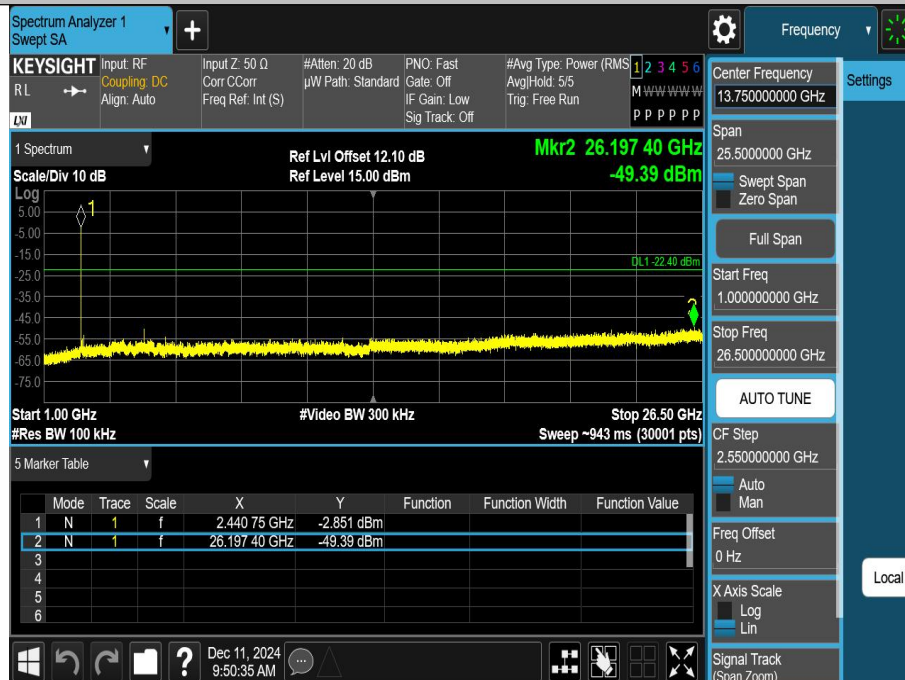 Spectrum Analyzer 1
Swept SA
+
Frequency
KEYSIGHT
RL
LXI
Input: RF
Coupling: DC
Align: Auto
Input Z: 50 Ω
Corr CCorr
Freq Ref: Int (S)
#Atten: 20 dB
µW Path: Standard
PNO: Fast
Gate: Off
IF Gain: Low
Sig Track: Off
#Avg Type: Power (RMS
Avg|Hold: 5/5
Trig: Free Run
1 2 3 4 5 6
M W W W W W
P P P P P P
1 Spectrum
Scale/Div 10 dB
Ref Lvl Offset 12.10 dB
Ref Level 15.00 dBm
Mkr2 26.197 40 GHz
-49.39 dBm
Log
5.00
-5.00
-15.0
-25.0
-35.0
-45.0
-55.0
-65.0
-75.0
1
DL1 -22.40 dBm
2
Start 1.00 GHz
#Video BW 300 kHz
Stop 26.50 GHz
#Res BW 100 kHz
Sweep ~943 ms (30001 pts)
5 Marker Table
Mode Trace Scale X Y Function Function Width Function Value
1 N 1 f 2.440 75 GHz -2.851 dBm
2 N 1 f 26.197 40 GHz -49.39 dBm
3
4
5
6
?
Dec 11, 2024
9:50:35 AM
Center Frequency
13.750000000 GHz
Settings
Span
25.5000000 GHz
Swept Span
Zero Span
Full Span
Start Freq
1.000000000 GHz
Stop Freq
26.500000000 GHz
AUTO TUNE
CF Step
2.550000000 GHz
Auto
Man
Freq Offset
0 Hz
X Axis Scale
Log
Lin
Signal Track
(Span Zoom)
Local